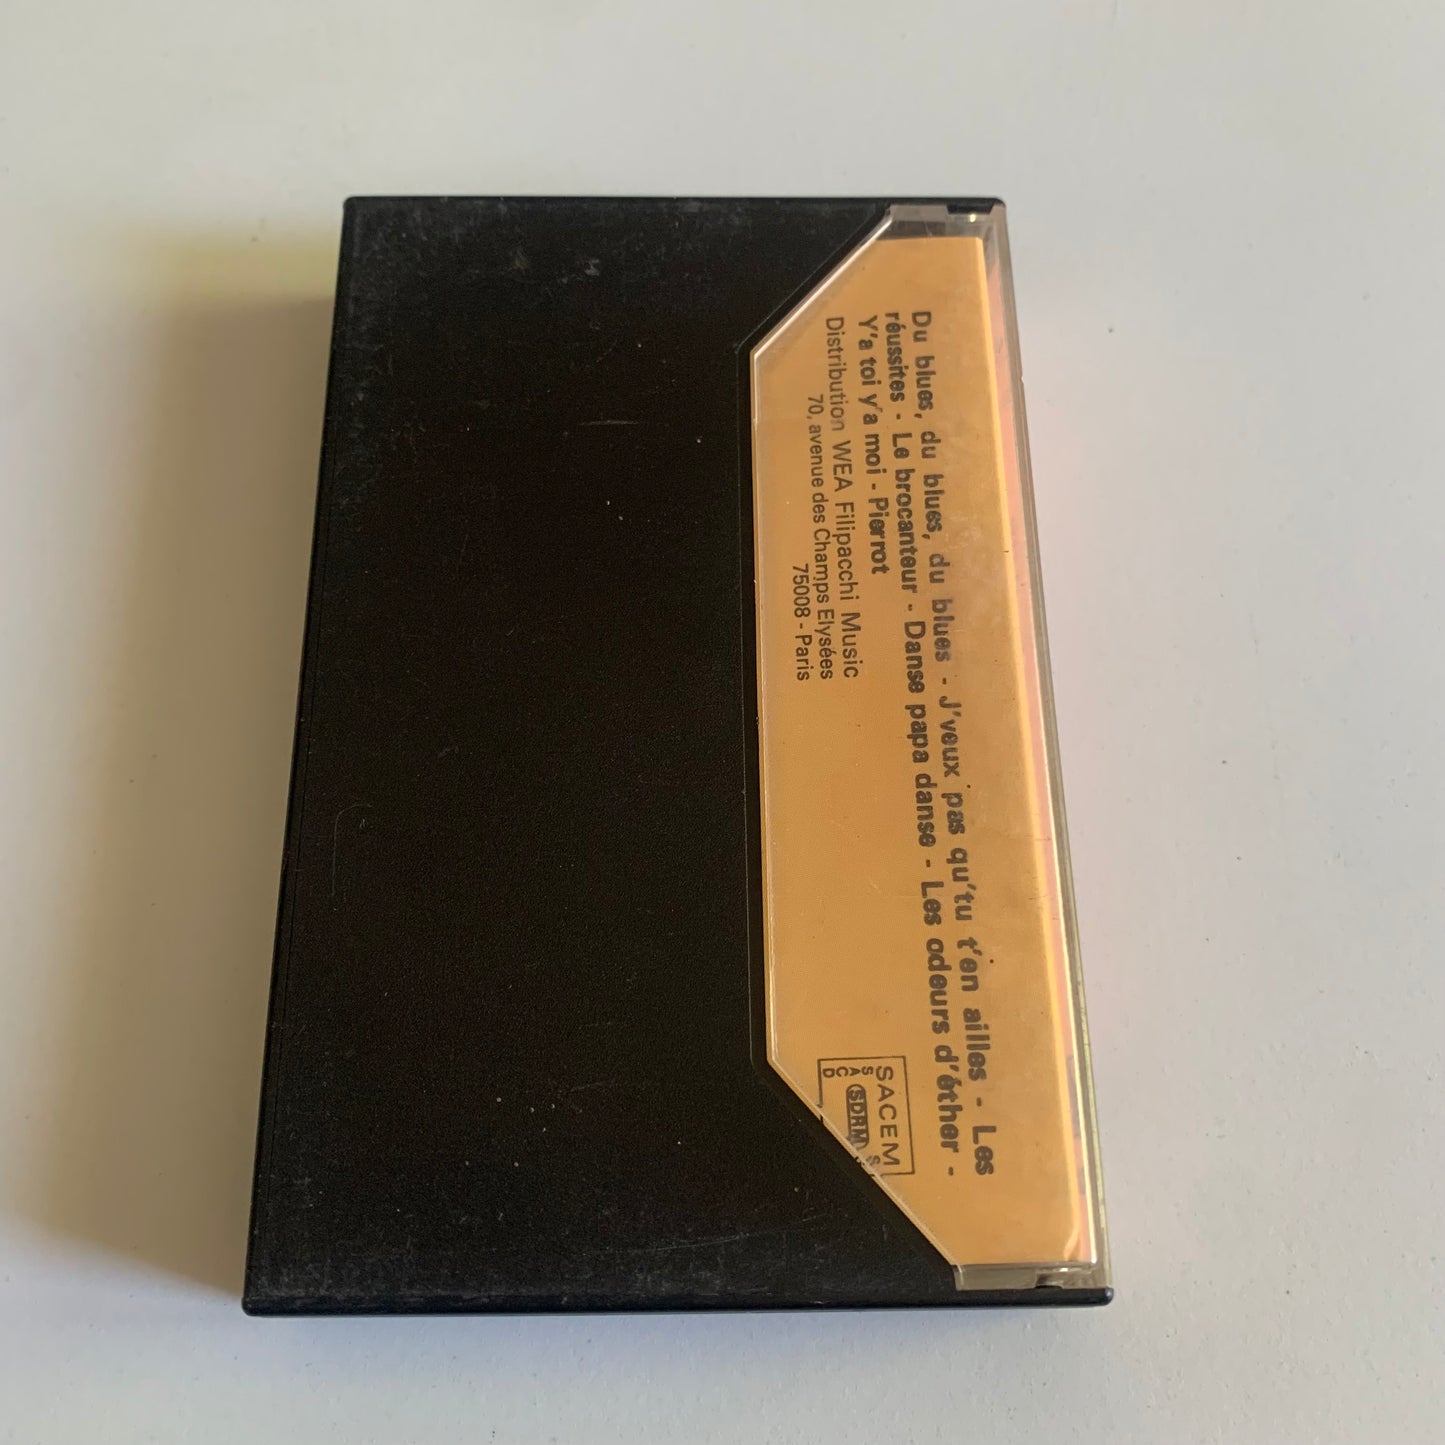 Du blues, du blues, du blues - J'veux pas qu'tu t'en ailles - Les
réussites - Le brocanteur - Danse papa danse - Les odeurs d'éther -
Y'a toi y'a moi - Pierrot
Distribution WEA Filipacchi Music
70, avenue des Champs Elysées
75008 - Paris
SACEM
SACD
SDRM
S